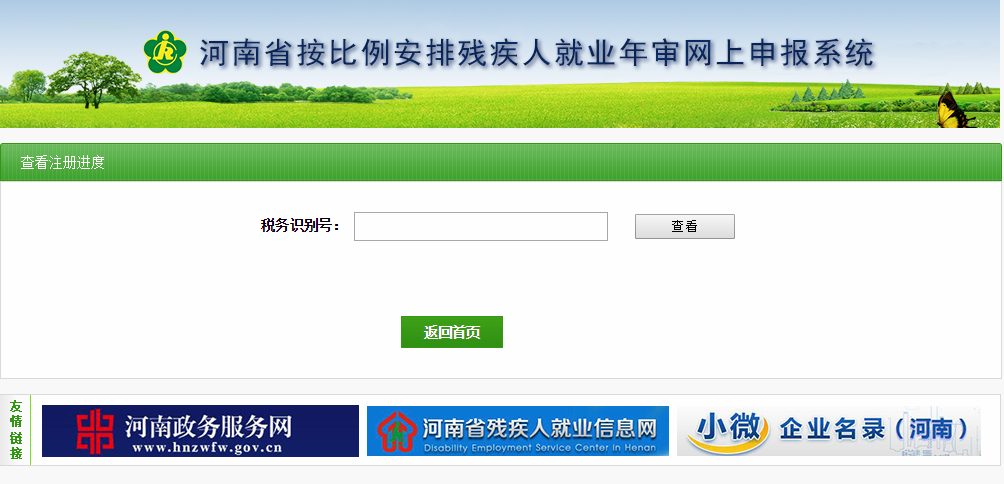 河南省按比例安排残疾人就业年审网上申报系统
查看注册进度
税务识别号：
查看
返回首页
友情链接
河南政务服务网
www.hnzwfw.gov.cn
河南省残疾人就业信息网
Disability Employment Service Center in Henan
小微企业名录（河南）